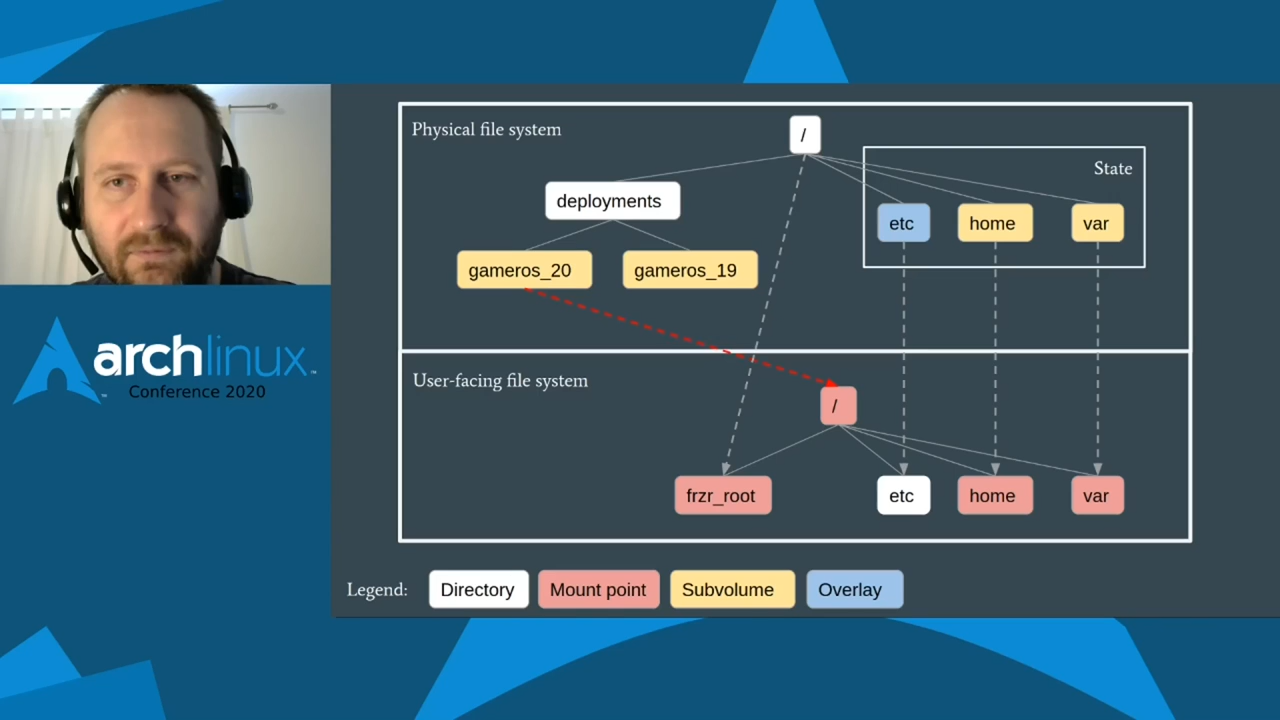 Physical file system
/
State
deployments
etc
home
var
gameros_20
gameros_19
User-facing file system
/
frzr_root
etc
home
var
Legend:
Directory
Mount point
Subvolume
Overlay
archlinux™
Conference 2020